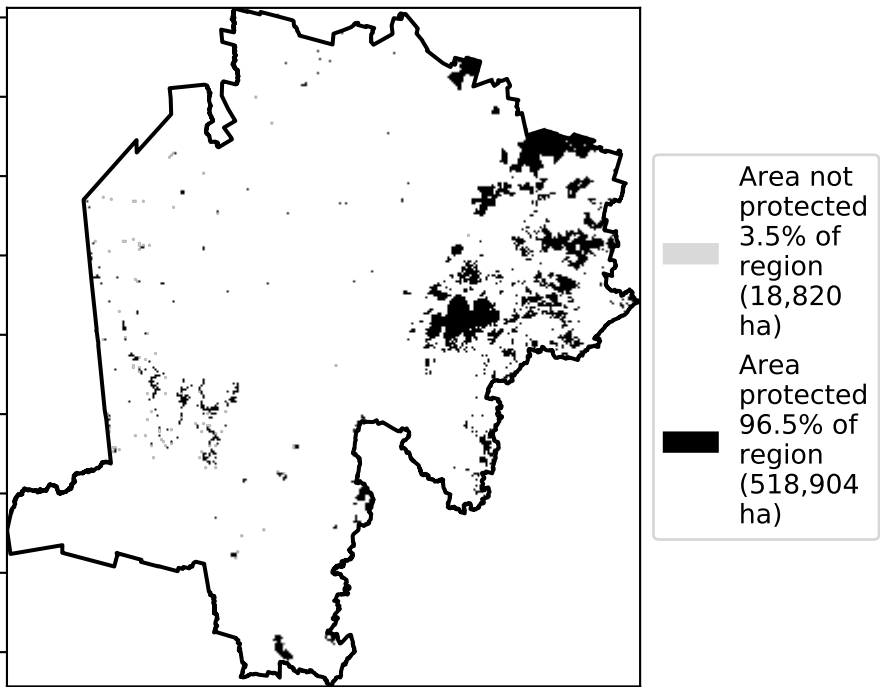 Area not
protected
3.5% of
region
(18,820
ha)
Area
protected
96.5% of
region
(518,904
ha)